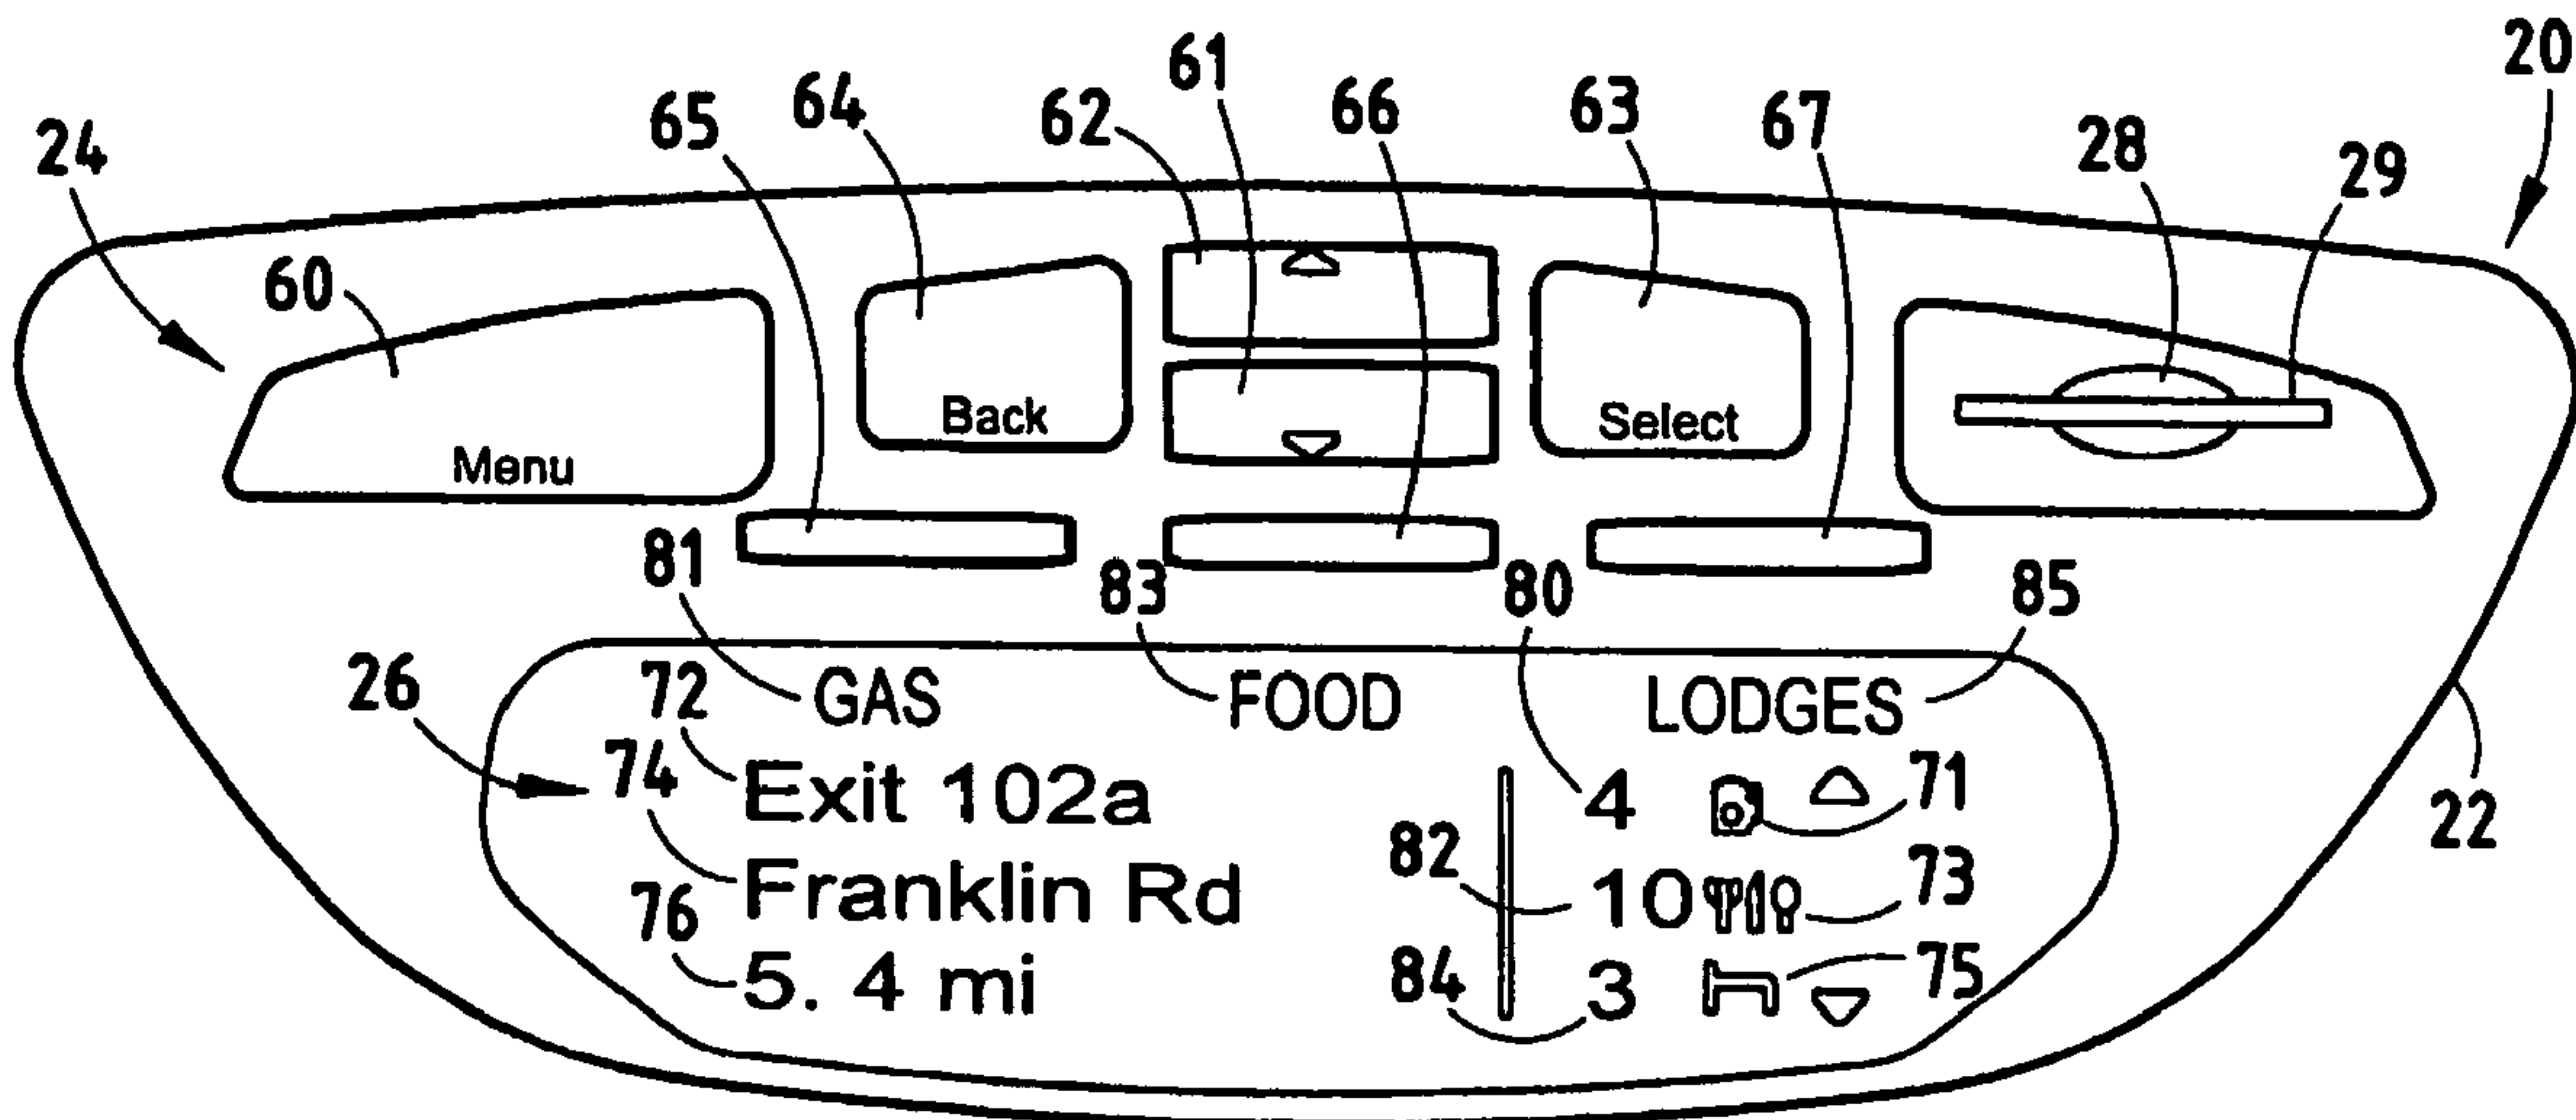 20
61
64 62 66 63 67
65 28
24 29
60
Back Select
Menu
81 83 80 85
26 72 GAS FOOD LODGES
74 Exit 102a 4 71
22
82
Franklin Rd 10 73
76
5. 4 mi 84 3 75